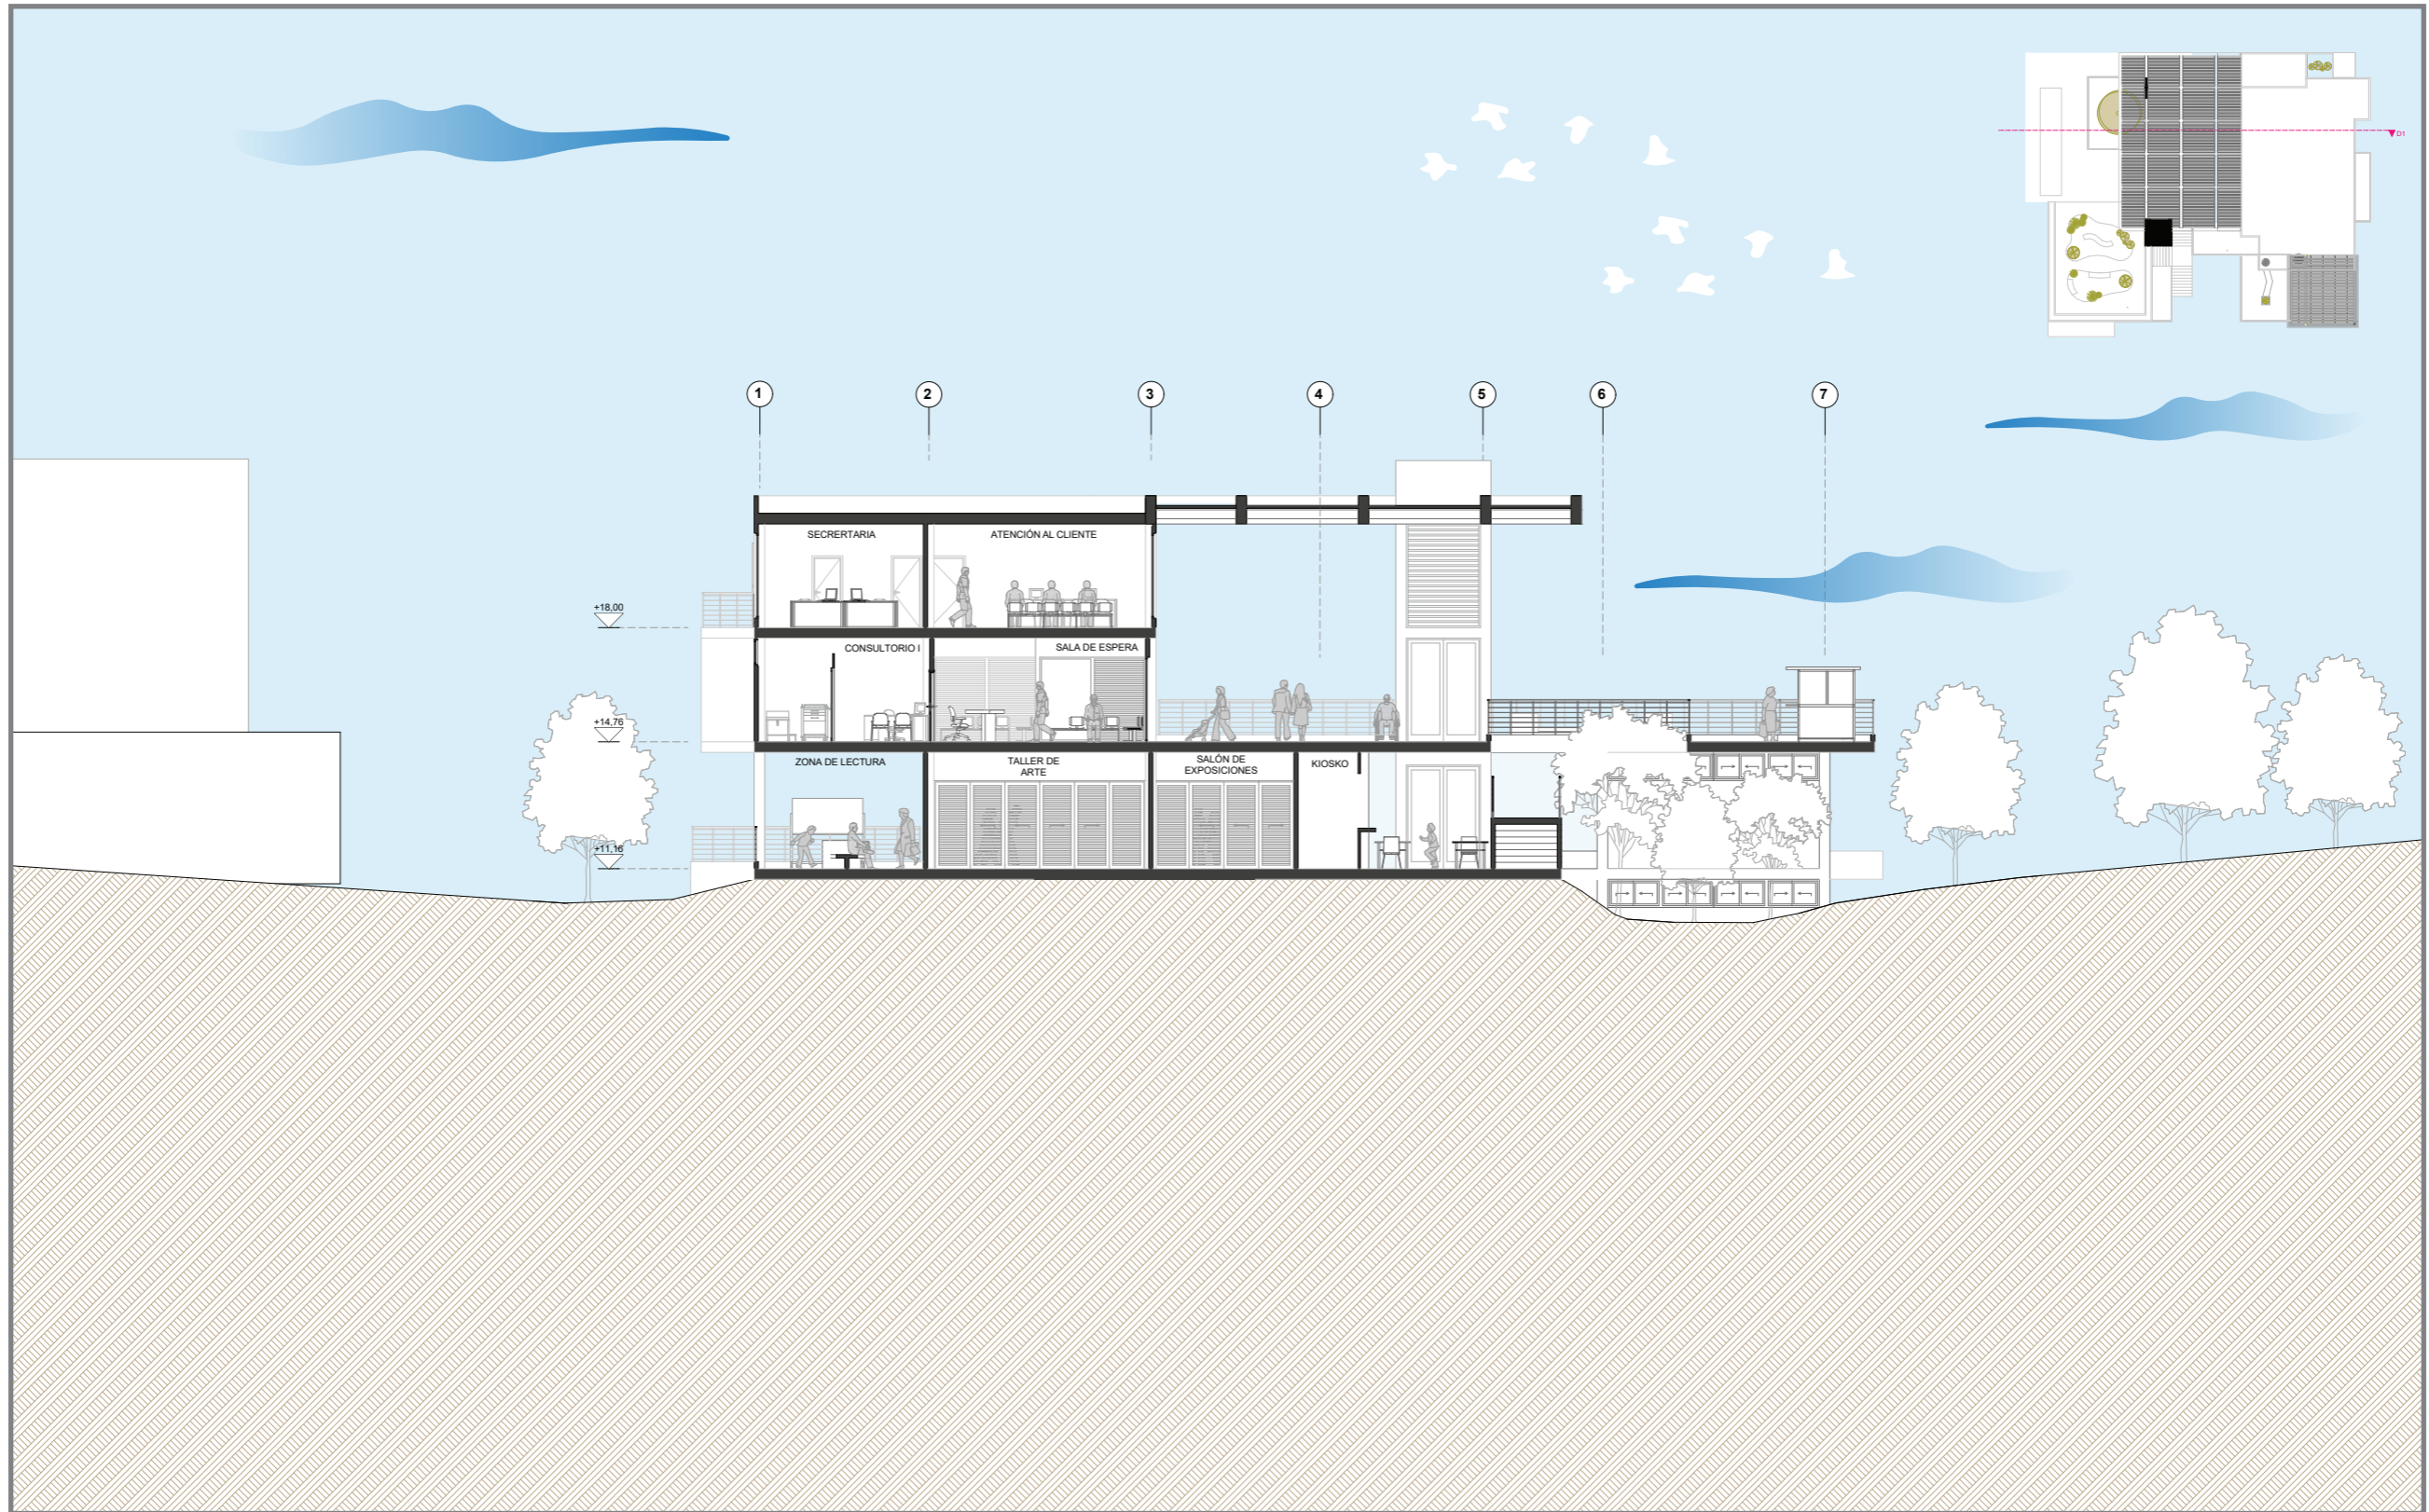 D1
1 2 3 4 5 6 7
SECRERTARIA ATENCIÓN AL CLIENTE
+18,00
CONSULTORIO I SALA DE ESPERA
+14,76
ZONA DE LECTURA
TALLER DE
ARTE
SALÓN DE
EXPOSICIONES
KIOSKO
+11,16